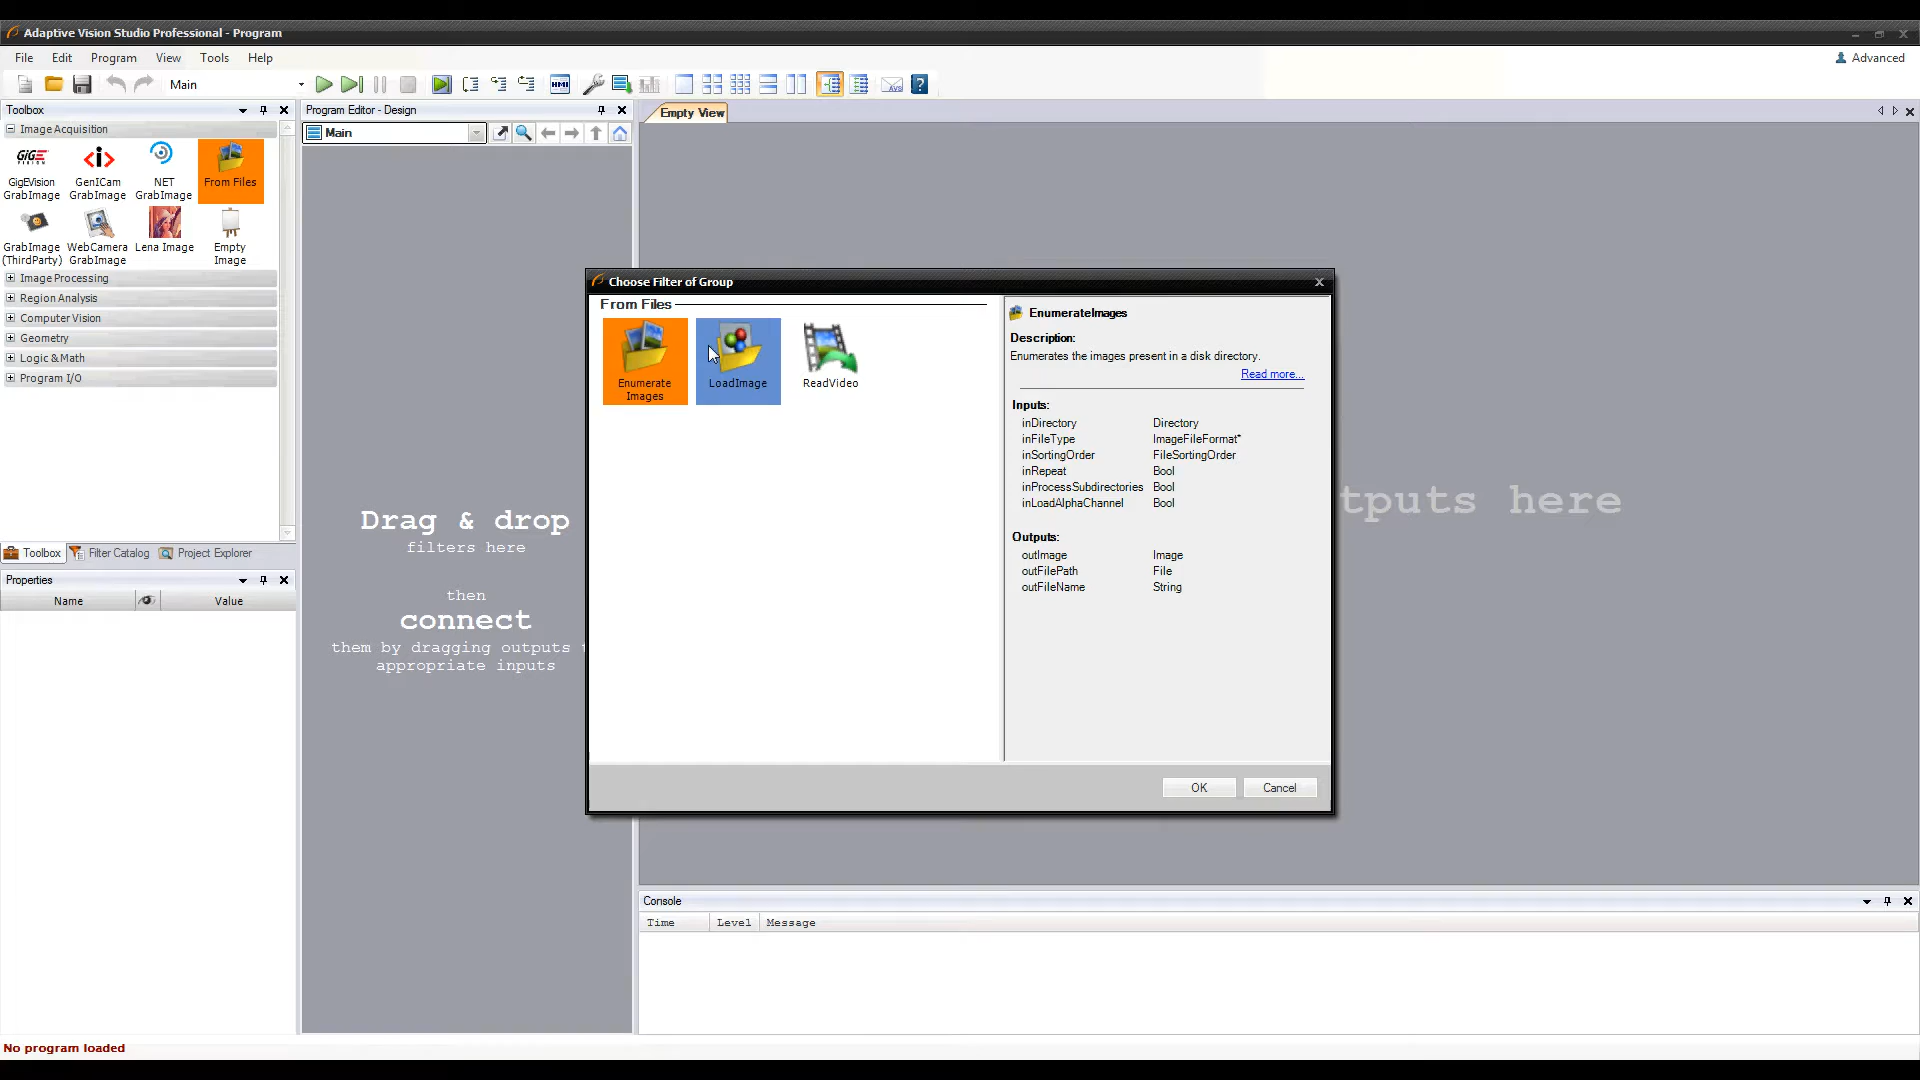 Adaptive Vision Studio Professional - Program
File Edit Program View Tools Help
Advanced
Main
HMI
AVS
Toolbox
Image Acquisition
GIGE VISION
GigEVision GrabImage
GenICam GrabImage
NET GrabImage
From Files
GrabImage (ThirdParty)
WebCamera GrabImage
Lena Image
Empty Image
Image Processing
Region Analysis
Computer Vision
Geometry
Logic & Math
Program I/O
Toolbox Filter Catalog Project Explorer
Properties
Name Value
Program Editor - Design
Main
Drag & drop
filters here
then
connect
them by dragging outputs
appropriate inputs
Empty View
tputs here
Choose Filter of Group
From Files
Enumerate Images
LoadImage
ReadVideo
EnumerateImages
Description:
Enumerates the images present in a disk directory.
Read more...
Inputs:
inDirectory Directory
inFileType ImageFileFormat*
inSortingOrder FileSortingOrder
inRepeat Bool
inProcessSubdirectories Bool
inLoadAlphaChannel Bool
Outputs:
outImage Image
outFilePath File
outFileName String
OK Cancel
Console
Time Level Message
No program loaded